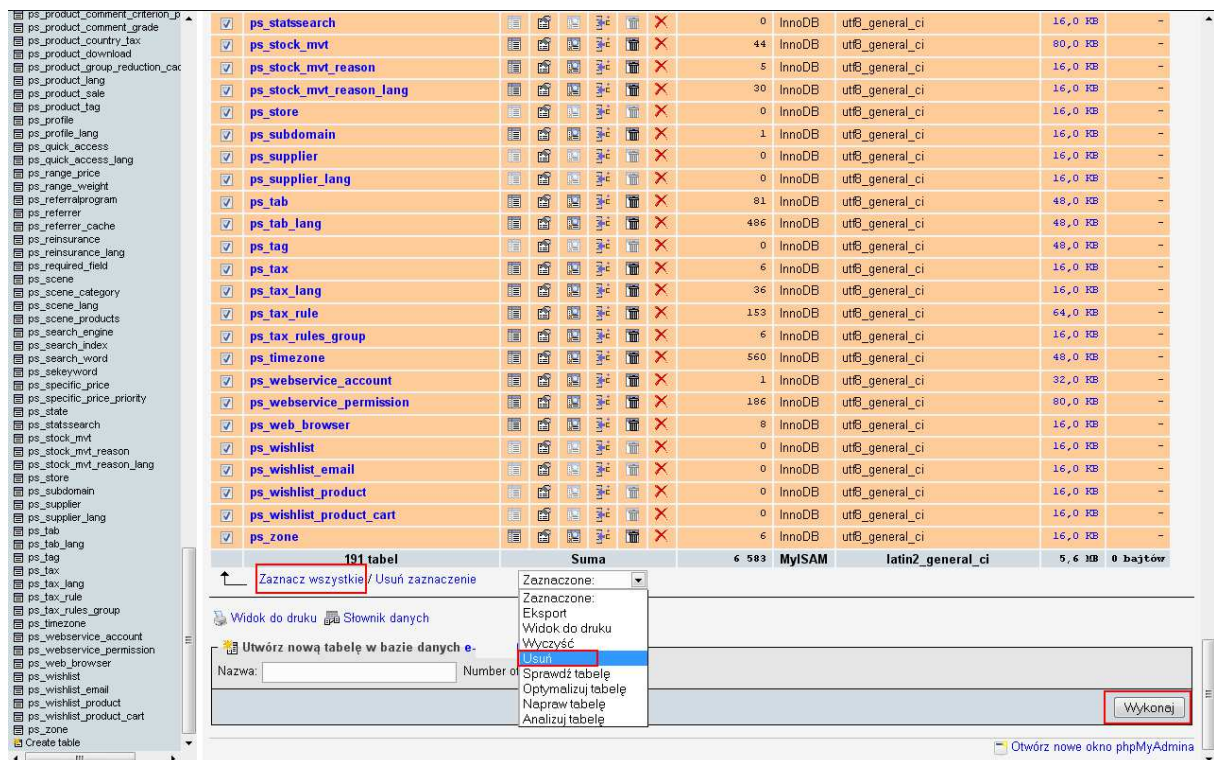 ps_product_comment_criterion_p
ps_product_comment_grade
ps_product_country_tax
ps_product_download
ps_product_group_reduction_cac
ps_product_lang
ps_product_sale
ps_product_tag
ps_profile
ps_profile_lang
ps_quick_access
ps_quick_access_lang
ps_range_price
ps_range_weight
ps_referralprogram
ps_referrer
ps_referrer_cache
ps_reinsurance
ps_reinsurance_lang
ps_required_field
ps_scene
ps_scene_category
ps_scene_lang
ps_scene_products
ps_search_engine
ps_search_index
ps_search_word
ps_sekeyword
ps_specific_price
ps_specific_price_priority
ps_state
ps_statssearch
ps_stock_mvt
ps_stock_mvt_reason
ps_stock_mvt_reason_lang
ps_store
ps_subdomain
ps_supplier
ps_supplier_lang
ps_tab
ps_tab_lang
ps_tag
ps_tax
ps_tax_lang
ps_tax_rule
ps_tax_rules_group
ps_timezone
ps_webservice_account
ps_webservice_permission
ps_web_browser
ps_wishlist
ps_wishlist_email
ps_wishlist_product
ps_wishlist_product_cart
ps_zone
Create table
ps_statssearch 0 InnoDB utf8_general_ci 16,0 KB -
ps_stock_mvt 44 InnoDB utf8_general_ci 80,0 KB -
ps_stock_mvt_reason 5 InnoDB utf8_general_ci 16,0 KB -
ps_stock_mvt_reason_lang 30 InnoDB utf8_general_ci 16,0 KB -
ps_store 0 InnoDB utf8_general_ci 16,0 KB -
ps_subdomain 1 InnoDB utf8_general_ci 16,0 KB -
ps_supplier 0 InnoDB utf8_general_ci 16,0 KB -
ps_supplier_lang 0 InnoDB utf8_general_ci 16,0 KB -
ps_tab 81 InnoDB utf8_general_ci 48,0 KB -
ps_tab_lang 486 InnoDB utf8_general_ci 48,0 KB -
ps_tag 0 InnoDB utf8_general_ci 48,0 KB -
ps_tax 6 InnoDB utf8_general_ci 16,0 KB -
ps_tax_lang 36 InnoDB utf8_general_ci 16,0 KB -
ps_tax_rule 153 InnoDB utf8_general_ci 64,0 KB -
ps_tax_rules_group 6 InnoDB utf8_general_ci 16,0 KB -
ps_timezone 560 InnoDB utf8_general_ci 48,0 KB -
ps_webservice_account 1 InnoDB utf8_general_ci 32,0 KB -
ps_webservice_permission 186 InnoDB utf8_general_ci 80,0 KB -
ps_web_browser 8 InnoDB utf8_general_ci 16,0 KB -
ps_wishlist 0 InnoDB utf8_general_ci 16,0 KB -
ps_wishlist_email 0 InnoDB utf8_general_ci 16,0 KB -
ps_wishlist_product 0 InnoDB utf8_general_ci 16,0 KB -
ps_wishlist_product_cart 0 InnoDB utf8_general_ci 16,0 KB -
ps_zone 6 InnoDB utf8_general_ci 16,0 KB -
191 tabel Suma 6 583 MyISAM latin2_general_ci 5,6 MB 0 bajtów
Zaznacz wszystkie / Usuń zaznaczenie Zaznaczone:
Zaznaczone:
Eksport
Widok do druku
Wyczyść
Usuń
Sprawdź tabelę
Optymalizuj tabelę
Napraw tabelę
Analizuj tabelę
Widok do druku Słownik danych
Utwórz nową tabelę w bazie danych e-
Nazwa: Number of
Wykonaj
Otwórz nowe okno phpMyAdmina